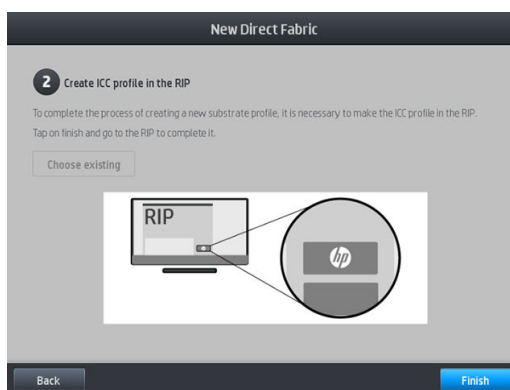 New Direct Fabric
2 Create ICC profile in the RIP
To complete the process of creating a new substrate profile, it is necessary to make the ICC profile in the RIP.
Tap on finish and go to the RIP to complete it.
Choose existing
RIP
hp
Back
Finish